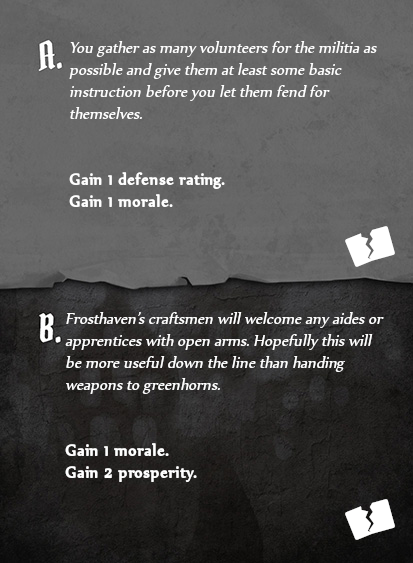 A. You gather as many volunteers for the militia as
possible and give them at least some basic
instruction before you let them fend for
themselves.
Gain 1 defense rating.
Gain 1 morale.
B. Frosthaven's craftsmen will welcome any aides or
apprentices with open arms. Hopefully this will
be more useful down the line than handing
weapons to greenhorns.
Gain 1 morale.
Gain 2 prosperity.